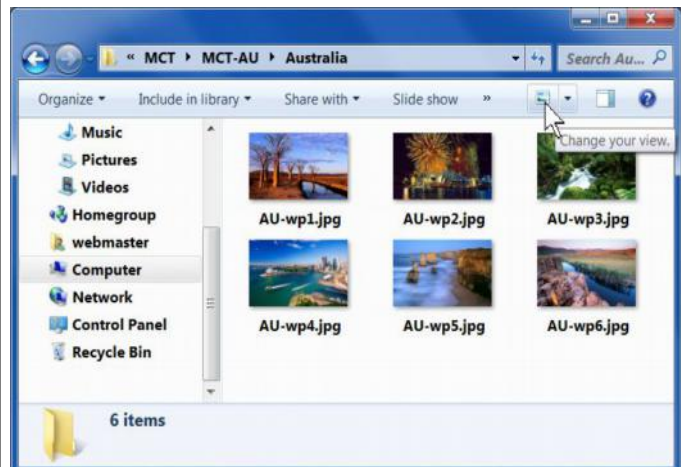 « MCT ▸ MCT-AU ▸ Australia
Search Au...
Organize ▾ Include in library ▾ Share with ▾ Slide show »
Change your view.
Music
Pictures
Videos
Homegroup
webmaster
Computer
Network
Control Panel
Recycle Bin
AU-wp1.jpg AU-wp2.jpg AU-wp3.jpg
AU-wp4.jpg AU-wp5.jpg AU-wp6.jpg
6 items